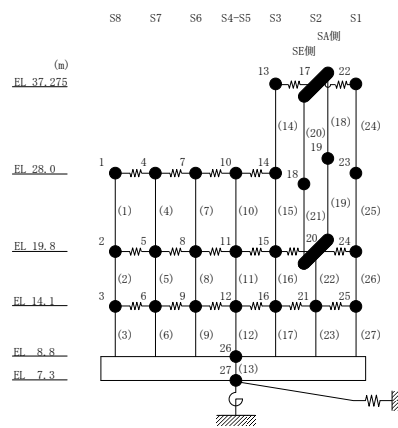 S8 S7 S6 S4-S5 S3 S2 S1
SA側
SE側
(m)
13 17 22
EL 37.275
(14) (20) (18) (24)
19
1 4 7 10 14 23
EL 28.0
18
(1) (4) (7) (10) (15) (21) (19) (25)
2 5 8 11 15 20 24
EL 19.8
(2) (5) (8) (11) (16) (22) (26)
3 6 9 12 16 21 25
EL 14.1
(3) (6) (9) (12) (17) (23) (27)
26
EL 8.8
27 (13)
EL 7.3